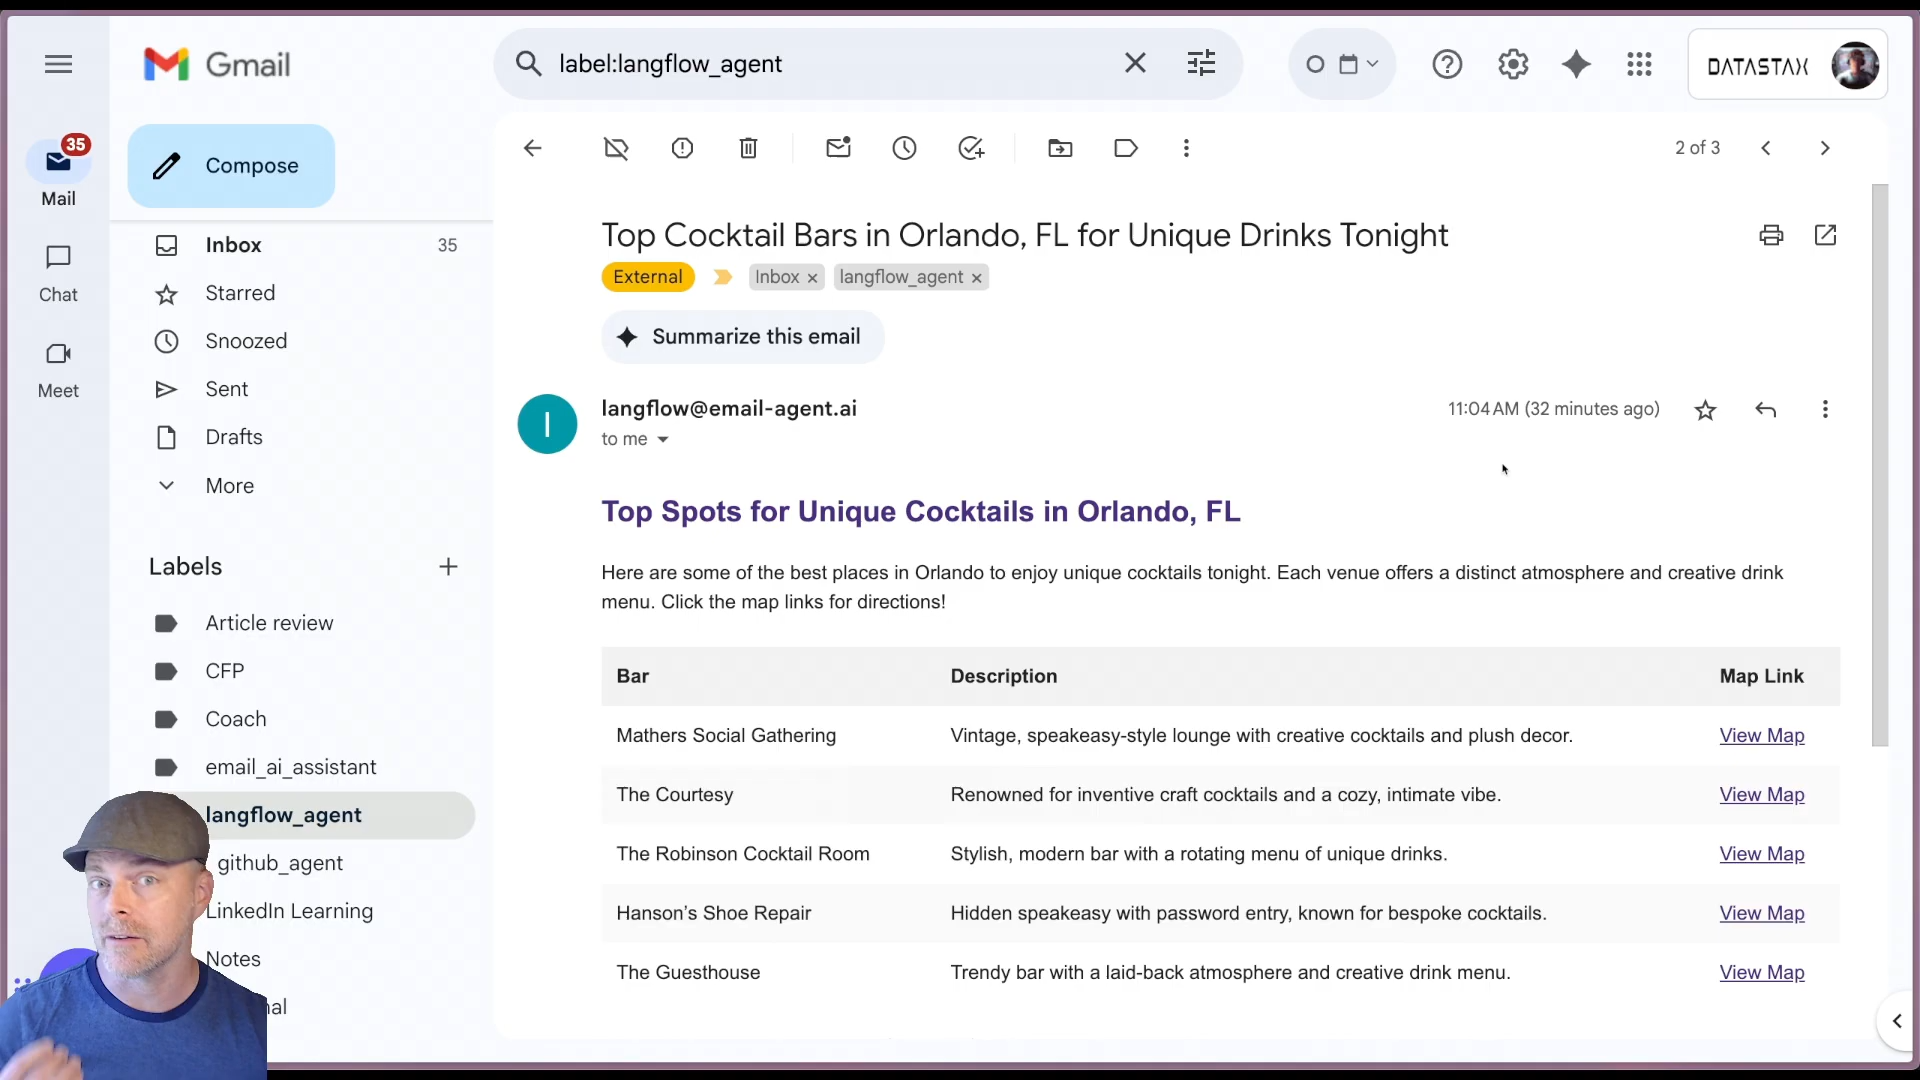 Gmail
label:langflow_agent
DATASTAX
35
Mail
Chat
Meet
Compose
Inbox 35
Starred
Snoozed
Sent
Drafts
More
Labels
Article review
CFP
Coach
email_ai_assistant
langflow_agent
github_agent
LinkedIn Learning
Notes
2 of 3
Top Cocktail Bars in Orlando, FL for Unique Drinks Tonight
External Inbox × langflow_agent ×
Summarize this email
l
langflow@email-agent.ai 11:04 AM (32 minutes ago)
to me
Top Spots for Unique Cocktails in Orlando, FL
Here are some of the best places in Orlando to enjoy unique cocktails tonight. Each venue offers a distinct atmosphere and creative drink
menu. Click the map links for directions!
Bar Description Map Link
Mathers Social Gathering Vintage, speakeasy-style lounge with creative cocktails and plush decor. View Map
The Courtesy Renowned for inventive craft cocktails and a cozy, intimate vibe. View Map
The Robinson Cocktail Room Stylish, modern bar with a rotating menu of unique drinks. View Map
Hanson’s Shoe Repair Hidden speakeasy with password entry, known for bespoke cocktails. View Map
The Guesthouse Trendy bar with a laid-back atmosphere and creative drink menu. View Map